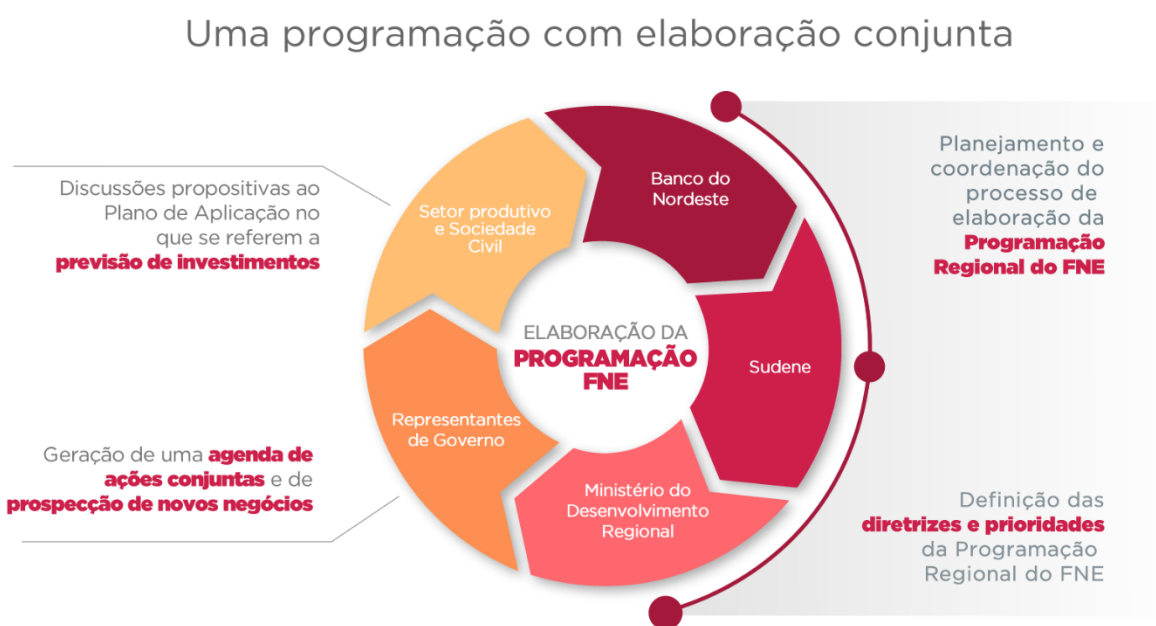 Uma programação com elaboração conjunta
Discussões propositivas ao
Plano de Aplicação no
que se referem a
previsão de investimentos
Geração de uma agenda de
ações conjuntas e de
prospecção de novos negócios
Setor produtivo
e Sociedade
Civil
Banco do
Nordeste
Sudene
Ministério do
Desenvolvimento
Regional
Representantes
de Governo
ELABORAÇÃO DA
PROGRAMAÇÃO
FNE
Planejamento e
coordenação do
processo de
elaboração da
Programação
Regional do FNE
Definição das
diretrizes e prioridades
da Programação
Regional do FNE